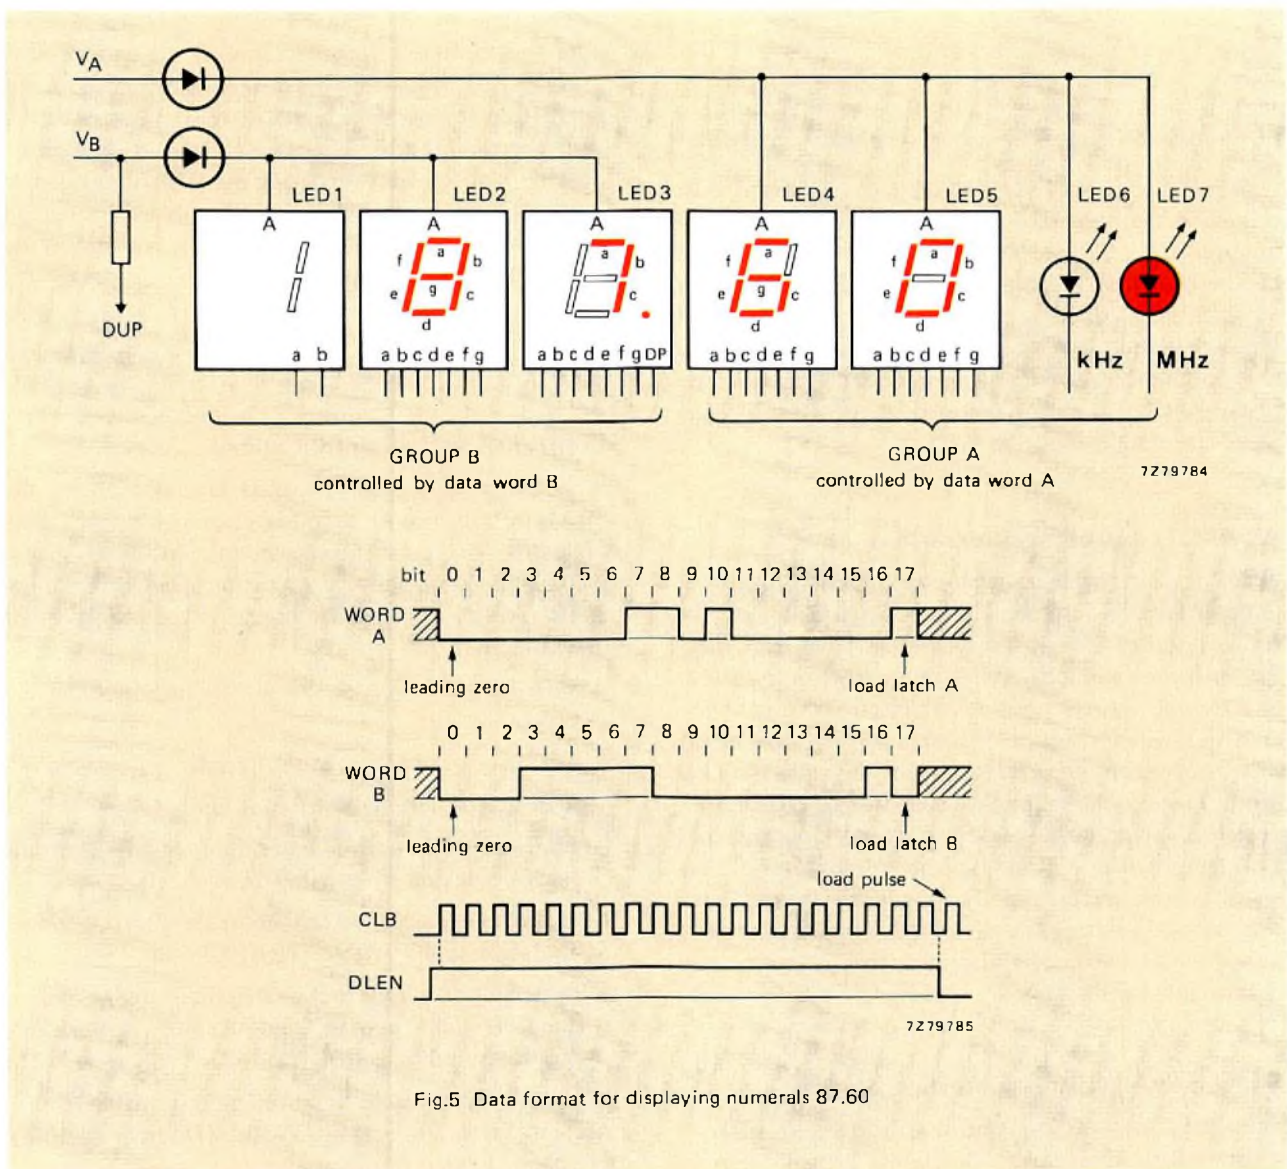 VA
VB
DUP
LED1 LED2 LED3 LED4 LED5 LED6 LED7
A A A A A
a a a a
f b f b f b
g b g
e c c e c e c
d d d
a b a b c d e f g a b c d e f g DP a b c d e f g a b c d e f g
kHz MHz
GROUP B
controlled by data word B
GROUP A
controlled by data word A
7Z79784
bit 0 1 2 3 4 5 6 7 8 9 10 11 12 13 14 15 16 17
WORD
A
leading zero load latch A
0 1 2 3 4 5 6 7 8 9 10 11 12 13 14 15 16 17
WORD
B
leading zero load latch B
load pulse
CLB
DLEN
7Z79785
Fig.5 Data format for displaying numerals 87.60